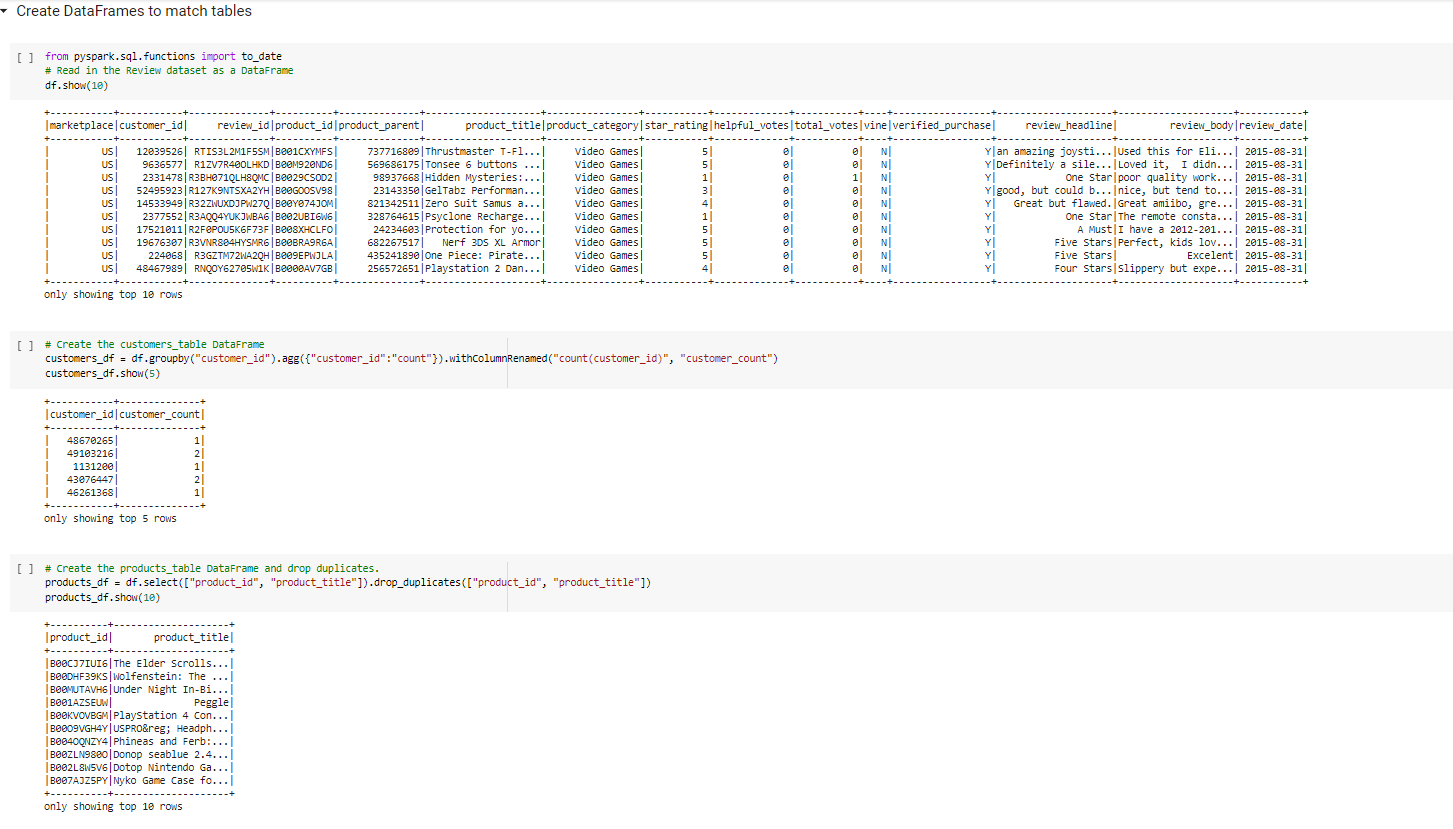 Create DataFrames to match tables
[ ] from pyspark.sql.functions import to_date
# Read in the Review dataset as a DataFrame
df.show(10)
+-----------+-----------+--------------+----------+--------------+--------------------+----------------+-----------+-------------+-----------+----+-----------------+--------------------+--------------------+-----------+
|marketplace|customer_id|     review_id|product_id|product_parent|       product_title|product_category|star_rating|helpful_votes|total_votes|vine|verified_purchase|     review_headline|         review_body|review_date|
+-----------+-----------+--------------+----------+--------------+--------------------+----------------+-----------+-------------+-----------+----+-----------------+--------------------+--------------------+-----------+
|         US|   12039526| RTIS3L2M1F5SM|B001CXYMFS|     737716809|Thrustmaster T-Fl...|     Video Games|          5|            0|          0|   N|                Y|an amazing joysti...|Used this for Eli...| 2015-08-31|
|         US|    9636577| R1ZV7R40OLHKD|B00M920ND6|     569686175|Tonsee 6 buttons ...|     Video Games|          5|            0|          0|   N|                Y|Definitely a sile...|Loved it,  I didn...| 2015-08-31|
|         US|    2331478|R3BH071QLH8QMC|B0029CSOD2|      98937668|Hidden Mysteries:...|     Video Games|          1|            0|          1|   N|                Y|            One Star|poor quality work...| 2015-08-31|
|         US|   52495923|R127K9NTSXA2YH|B00GOOSV98|      23143350|GelTabz Performan...|     Video Games|          3|            0|          0|   N|                Y|good, but could b...|nice, but tend to...| 2015-08-31|
|         US|   14533949|R32ZWUXDJPW27Q|B00Y074JOM|     821342511|Zero Suit Samus a...|     Video Games|          4|            0|          0|   N|                Y|   Great but flawed.|Great amiibo, gre...| 2015-08-31|
|         US|    2377552|R3AQQ4YUKJWBA6|B002UBI6W6|     328764615|Psyclone Recharge...|     Video Games|          1|            0|          0|   N|                Y|            One Star|The remote consta...| 2015-08-31|
|         US|   17521011|R2F0POU5K6F73F|B008XHCLFO|      24234603|Protection for yo...|     Video Games|          5|            0|          0|   N|                Y|              A Must|I have a 2012-201...| 2015-08-31|
|         US|   19676307|R3VNR804HYSMR6|B00BRA9R6A|     682267517|   Nerf 3DS XL Armor|     Video Games|          5|            0|          0|   N|                Y|          Five Stars|Perfect, kids lov...| 2015-08-31|
|         US|     224068|R3GZTM72WA2QH|B009EPWJLA|     435241890|One Piece: Pirate...|     Video Games|          5|            0|          0|   N|                Y|          Five Stars|            Excelent| 2015-08-31|
|         US|   48467989| RNQOY62705W1K|B0000AV7GB|     256572651|Playstation 2 Dan...|     Video Games|          4|            0|          0|   N|                Y|          Four Stars|Slippery but expe...| 2015-08-31|
+-----------+-----------+--------------+----------+--------------+--------------------+----------------+-----------+-------------+-----------+----+-----------------+--------------------+--------------------+-----------+
only showing top 10 rows
[ ] # Create the customers_table DataFrame
customers_df = df.groupby("customer_id").agg({"customer_id":"count"}).withColumnRenamed("count(customer_id)", "customer_count")
customers_df.show(5)
+-----------+--------------+
|customer_id|customer_count|
+-----------+--------------+
|   48670265|             1|
|   49103216|             2|
|    1131200|             1|
|   43076447|             2|
|   46261368|             1|
+-----------+--------------+
only showing top 5 rows
[ ] # Create the products_table DataFrame and drop duplicates.
products_df = df.select(["product_id", "product_title"]).drop_duplicates(["product_id", "product_title"])
products_df.show(10)
+----------+--------------------+
|product_id|       product_title|
+----------+--------------------+
|B00CJ7IUI6|The Elder Scrolls...|
|B00DHF39KS|Wolfenstein: The ...|
|B00MUTAVH6|Under Night In-Bi...|
|B001AZSEUW|              Peggle|
|B00KVOVBGM|PlayStation 4 Con...|
|B00O9VGH4Y|USPRO&reg; Headph...|
|B004OQNZY4|Phineas and Ferb:...|
|B00ZLN980O|Donop seablue 2.4...|
|B002L8W5V6|Dotop Nintendo Ga...|
|B007AJZ5PY|Nyko Game Case fo...|
+----------+--------------------+
only showing top 10 rows